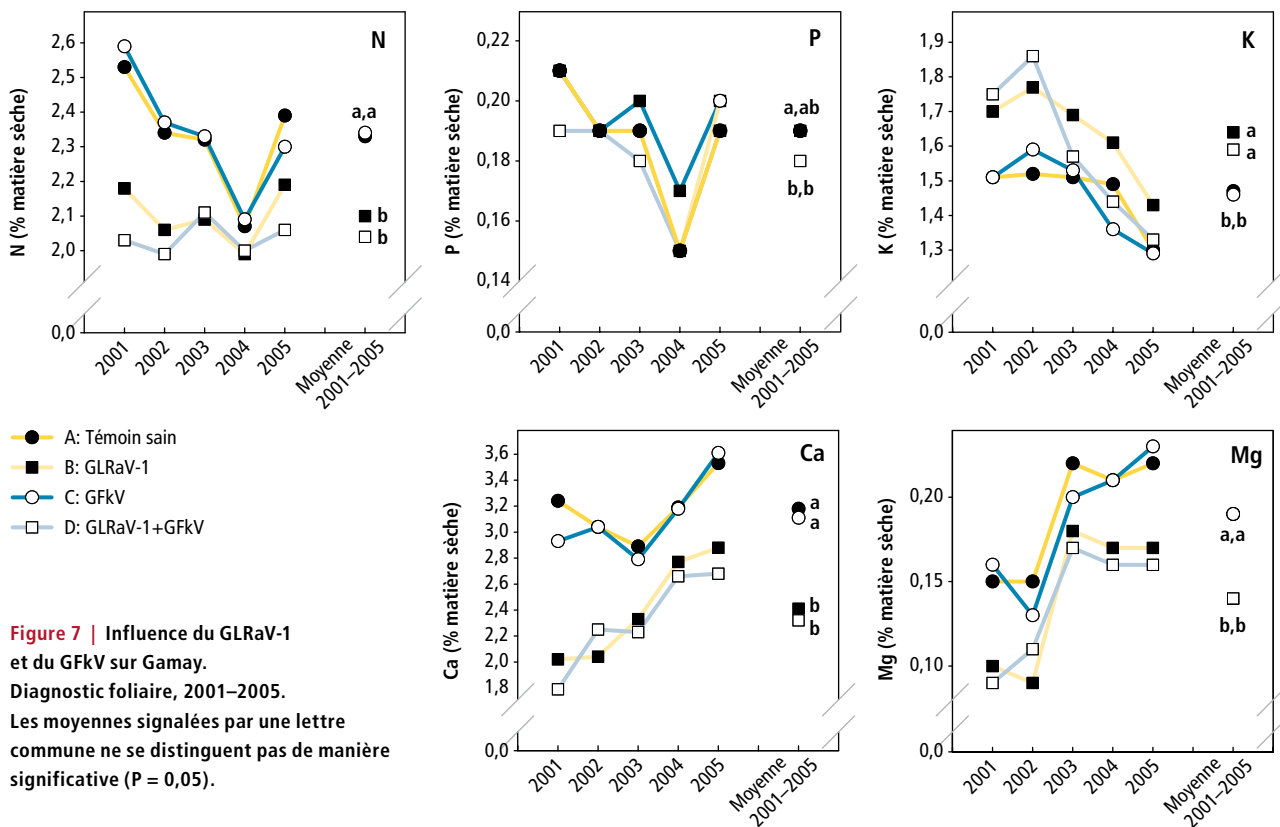 N
N (% matière sèche)
2,6
2,5
2,4
2,3
2,2
2,1
2,0
0,0
a,a
b
b
2001
2002
2003
2004
2005
Moyenne
2001–2005
P
P (% matière sèche)
0,22
0,20
0,18
0,16
0,14
0,0
a,ab
b,b
2001
2002
2003
2004
2005
Moyenne
2001–2005
K
K (% matière sèche)
1,9
1,8
1,7
1,6
1,5
1,4
1,3
0,0
a
a
b,b
2001
2002
2003
2004
2005
Moyenne
2001–2005
A: Témoin sain
B: GLRaV-1
C: GFkV
D: GLRaV-1+GFkV
Figure 7 | Influence du GLRaV-1
et du GFkV sur Gamay.
Diagnostic foliaire, 2001–2005.
Les moyennes signalées par une lettre
commune ne se distinguent pas de manière
significative (P = 0,05).
Ca
Ca (% matière sèche)
3,6
3,4
3,2
3,0
2,8
2,6
2,4
2,2
2,0
1,8
0,0
a
a
b
b
2001
2002
2003
2004
2005
Moyenne
2001–2005
Mg
Mg (% matière sèche)
0,20
0,15
0,10
0,0
a,a
b,b
2001
2002
2003
2004
2005
Moyenne
2001–2005